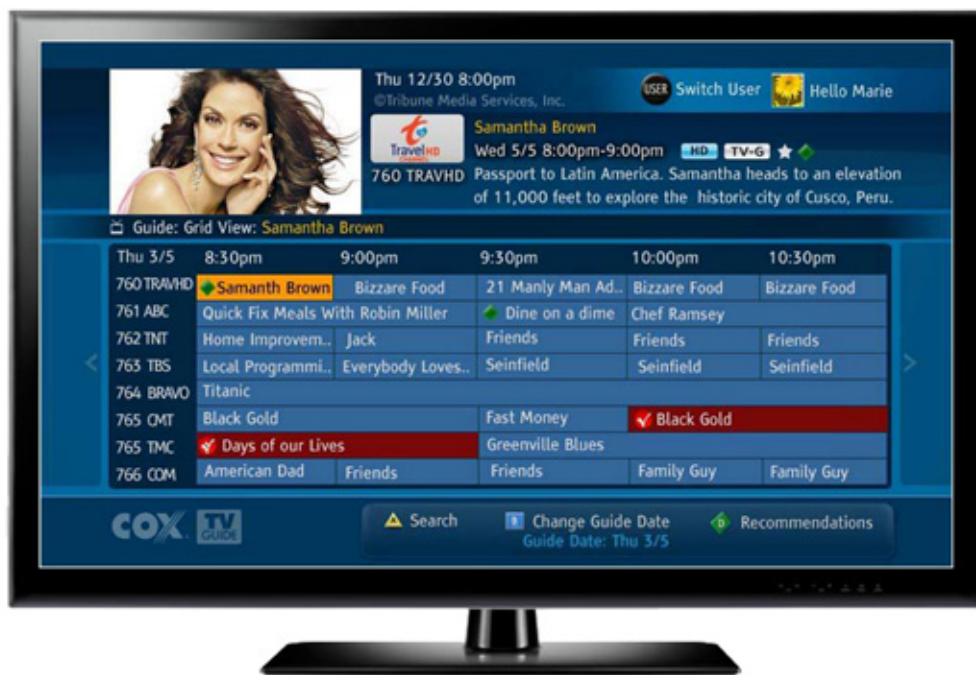 Thu 12/30 8:00pm
©Tribune Media Services, Inc.
USER Switch User Hello Marie
Travel HD
CHANNEL
760 TRAVHD
Samantha Brown
Wed 5/5 8:00pm-9:00pm HD TV-G
Passport to Latin America. Samantha heads to an elevation
of 11,000 feet to explore the historic city of Cusco, Peru.
Guide: Grid View: Samantha Brown
Thu 3/5 8:30pm 9:00pm 9:30pm 10:00pm 10:30pm
760 TRAVHD Samanth Brown Bizzare Food 21 Manly Man Ad.. Bizzare Food Bizzare Food
761 ABC Quick Fix Meals With Robin Miller Dine on a dime Chef Ramsey
762 TNT Home Improvem.. Jack Friends Friends Friends
763 TBS Local Programmi.. Everybody Loves.. Seinfield Seinfield Seinfield
764 BRAVO Titanic
765 CMT Black Gold Fast Money Black Gold
765 TMC Days of our Lives Greenville Blues
766 COM American Dad Friends Friends Family Guy Family Guy
COX TV GUIDE
A Search B Change Guide Date D Recommendations
Guide Date: Thu 3/5